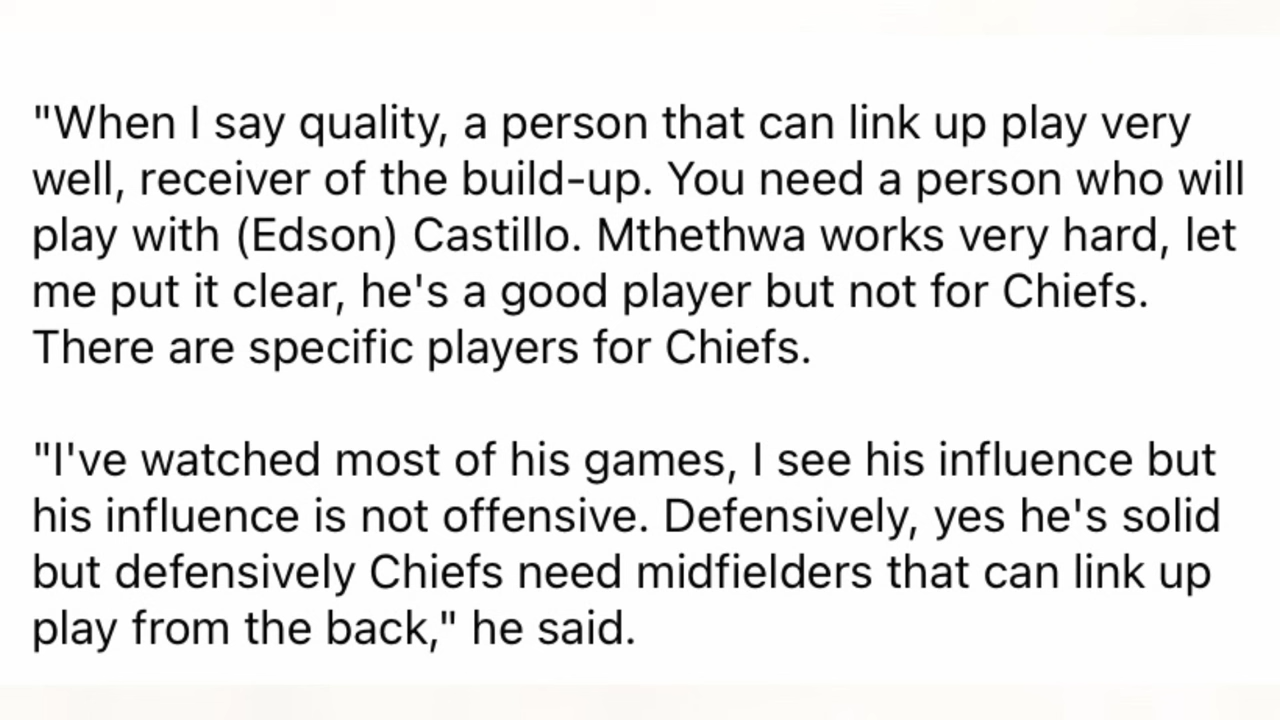 "When I say quality, a person that can link up play very
well, receiver of the build-up. You need a person who will
play with (Edson) Castillo. Mthethwa works very hard, let
me put it clear, he's a good player but not for Chiefs.
There are specific players for Chiefs.
"I've watched most of his games, I see his influence but
his influence is not offensive. Defensively, yes he's solid
but defensively Chiefs need midfielders that can link up
play from the back," he said.